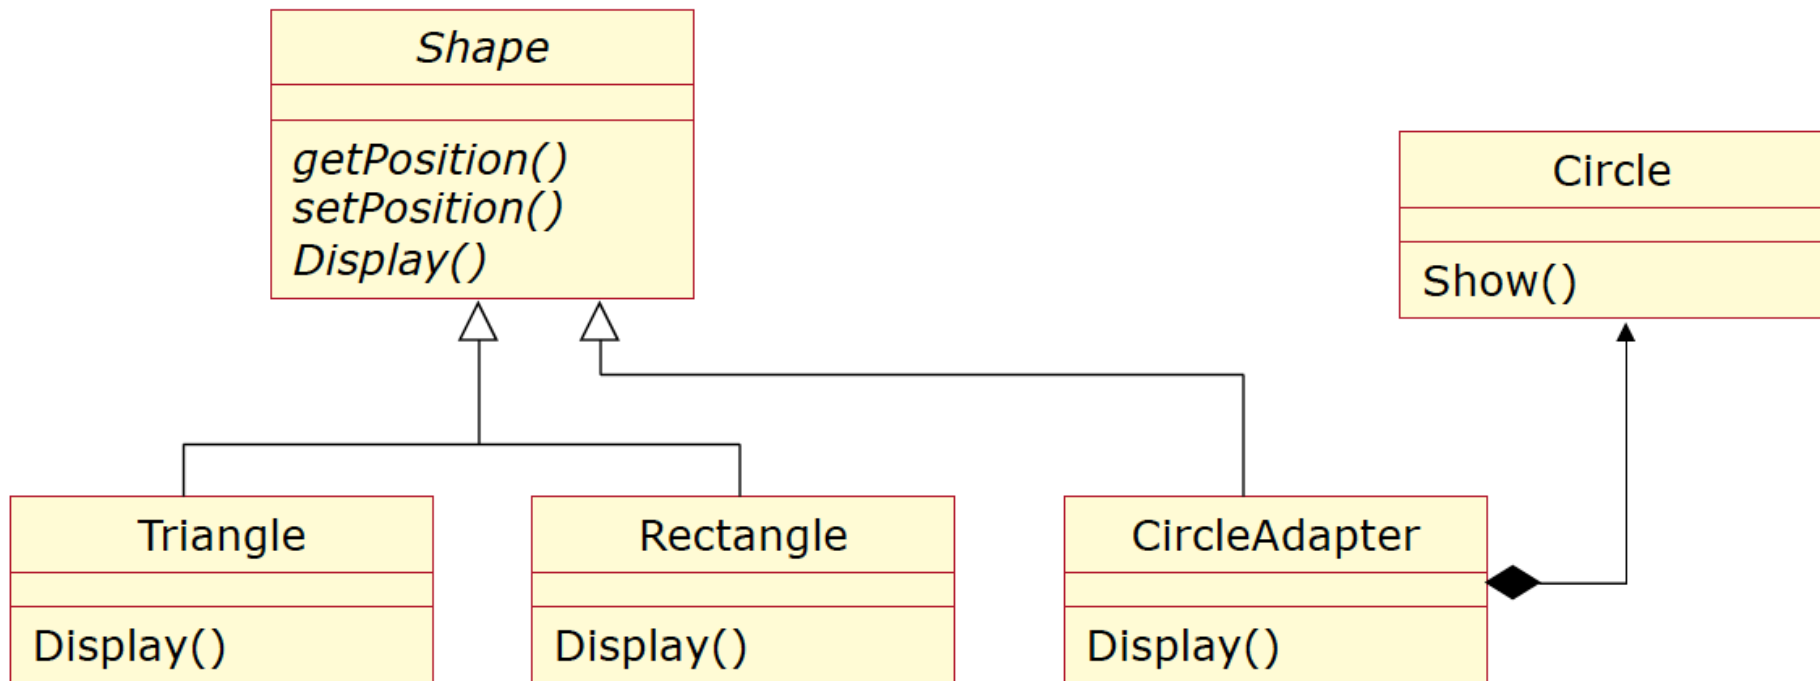 Shape
getPosition()
setPosition()
Display()
Circle
Show()
Triangle
Display()
Rectangle
Display()
CircleAdapter
Display()